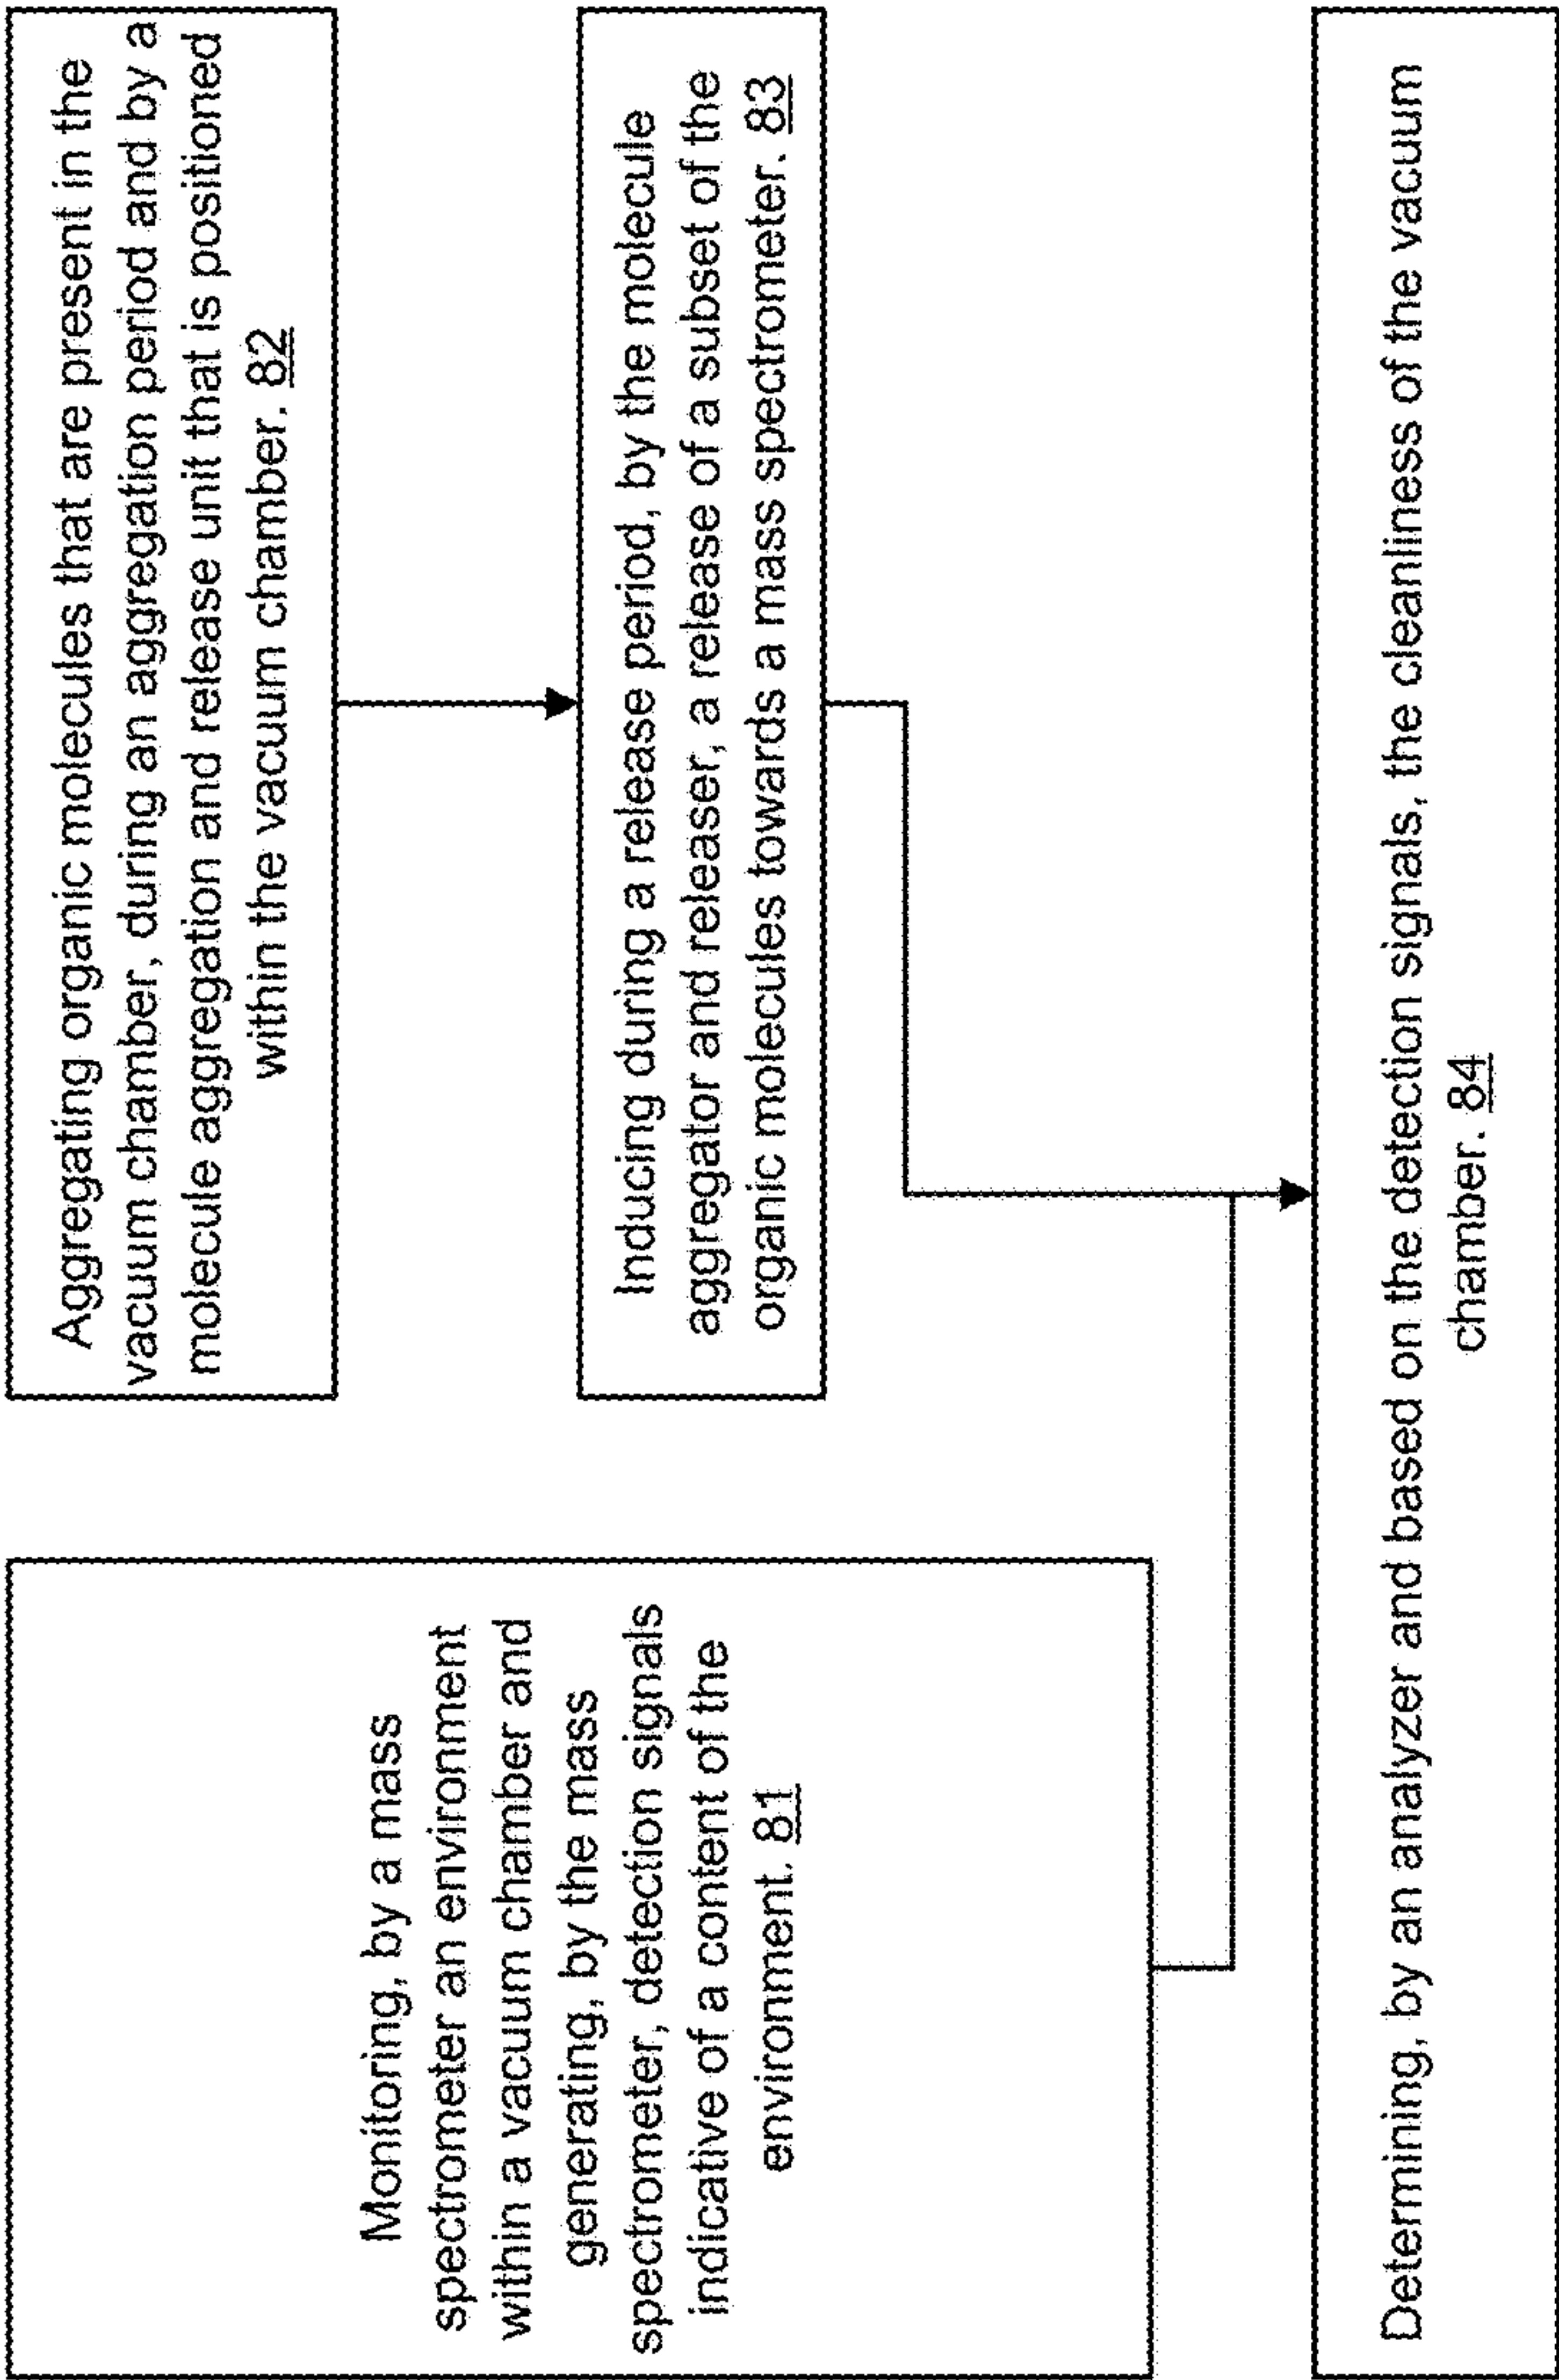 Monitoring, by a mass
spectrometer an environment
within a vacuum chamber and
generating, by the mass
spectrometer, detection signals
indicative of a content of the
environment. 81
Aggregating organic molecules that are present in the
vacuum chamber, during an aggregation period and by a
molecule aggregation and release unit that is positioned
within the vacuum chamber. 82
Inducing during a release period, by the molecule
aggregator and releaser, a release of a subset of the
organic molecules towards a mass spectrometer. 83
Determining, by an analyzer and based on the detection signals, the cleanliness of the vacuum
chamber. 84